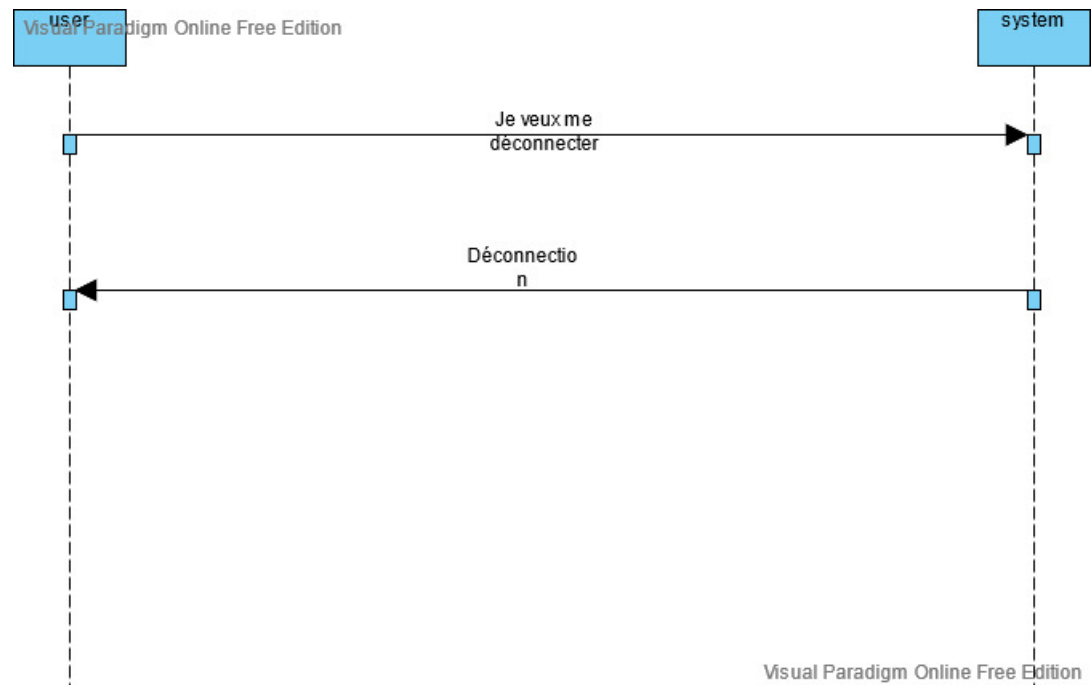 user
Visual Paradigm Online Free Edition
system
Je veux me
déconnecter
Déconnectio
n
Visual Paradigm Online Free Edition